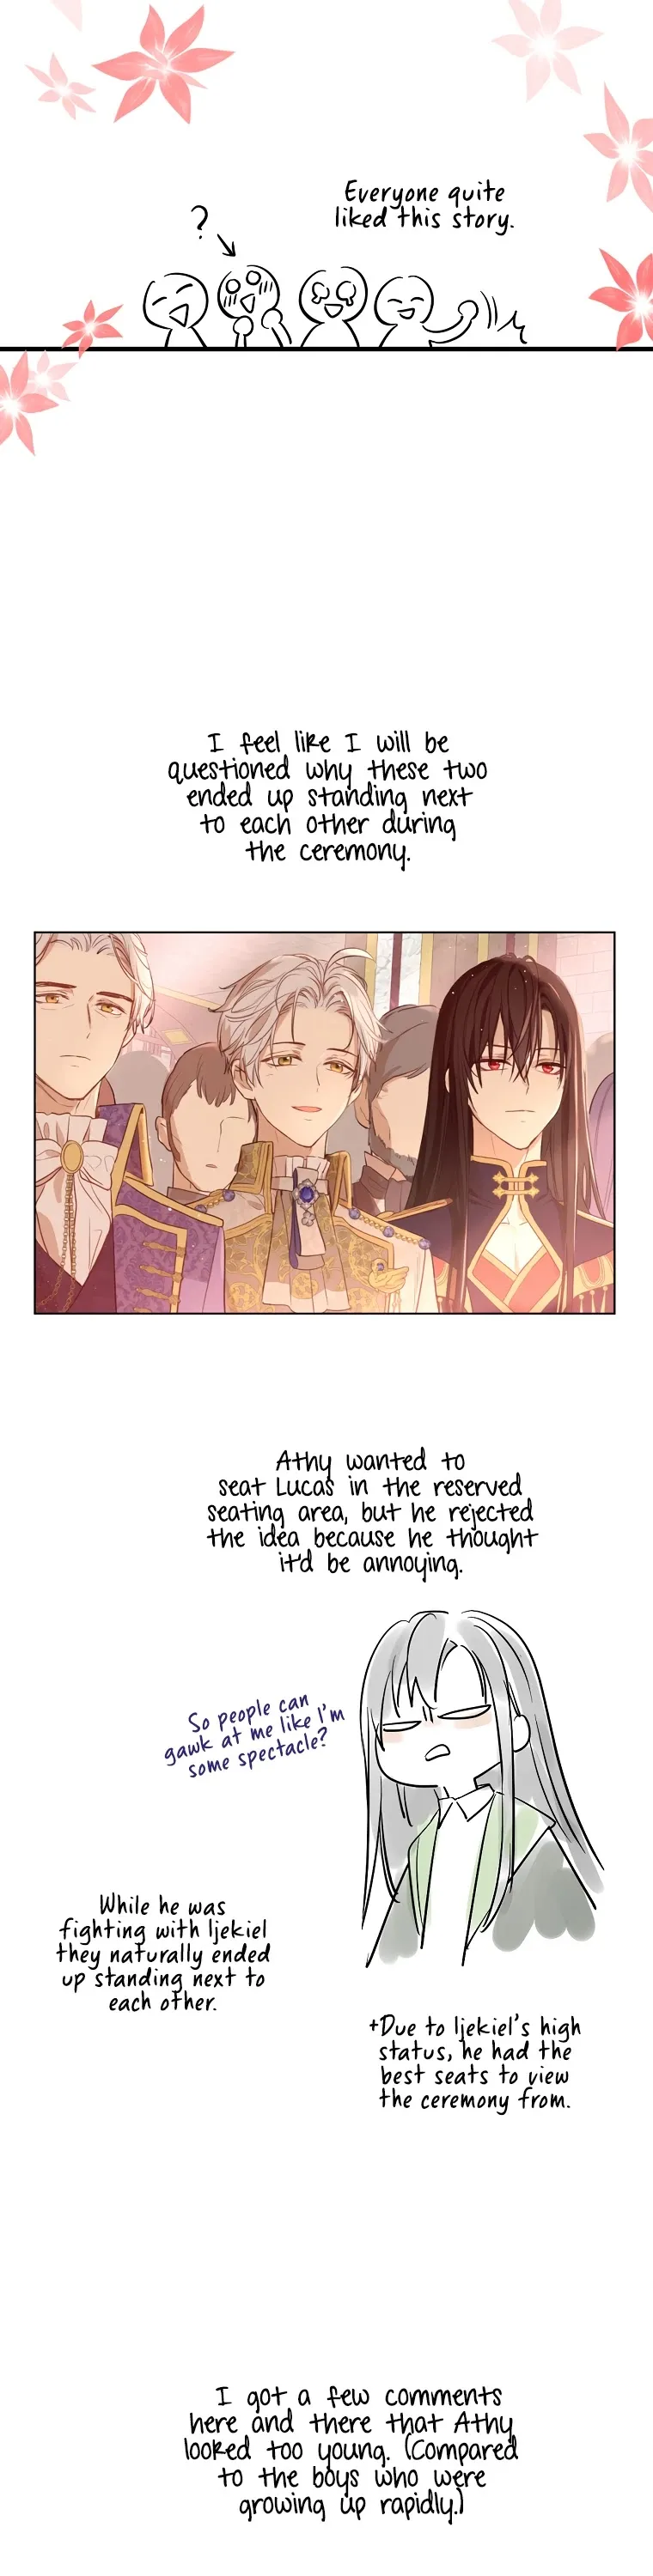 Everyone quite
liked this story.
?
I feel like I will be
questioned why these two
ended up standing next
to each other during
the ceremony.
Athy wanted to
seat Lucas in the reserved
seating area, but he rejected
the idea because he thought
it'd be annoying.
So people can
gawk at me like I'm
some spectacle?
While he was
fighting with Ijekiel
they naturally ended
up standing next to
each other.
+Due to Ijekiel's high
status, he had the
best seats to view
the ceremony from.
I got a few comments
here and there that Athy
looked too young. (Compared
to the boys who were
growing up rapidly.)